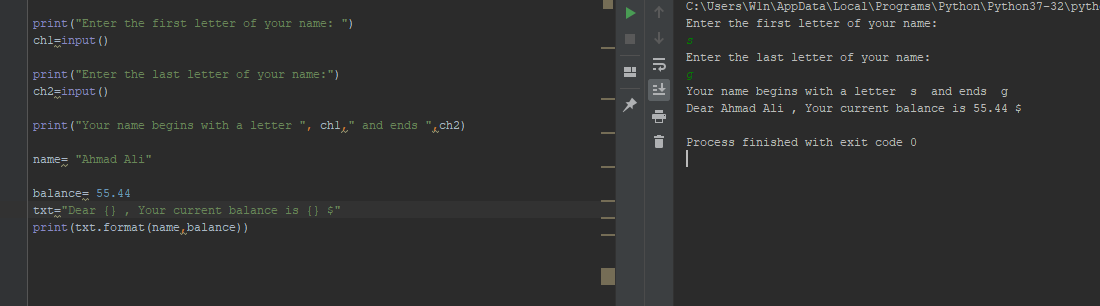 print("Enter the first letter of your name: ")
ch1=input()
print("Enter the last letter of your name:")
ch2=input()
print("Your name begins with a letter ", ch1," and ends ",ch2)
name= "Ahmad Ali"
balance= 55.44
txt="Dear {} , Your current balance is {} $"
print(txt.format(name,balance))
C:\Users\Win\AppData\Local\Programs\Python\Python37-32\pyth
Enter the first letter of your name:
s
Enter the last letter of your name:
g
Your name begins with a letter  s  and ends  g
Dear Ahmad Ali , Your current balance is 55.44 $
Process finished with exit code 0